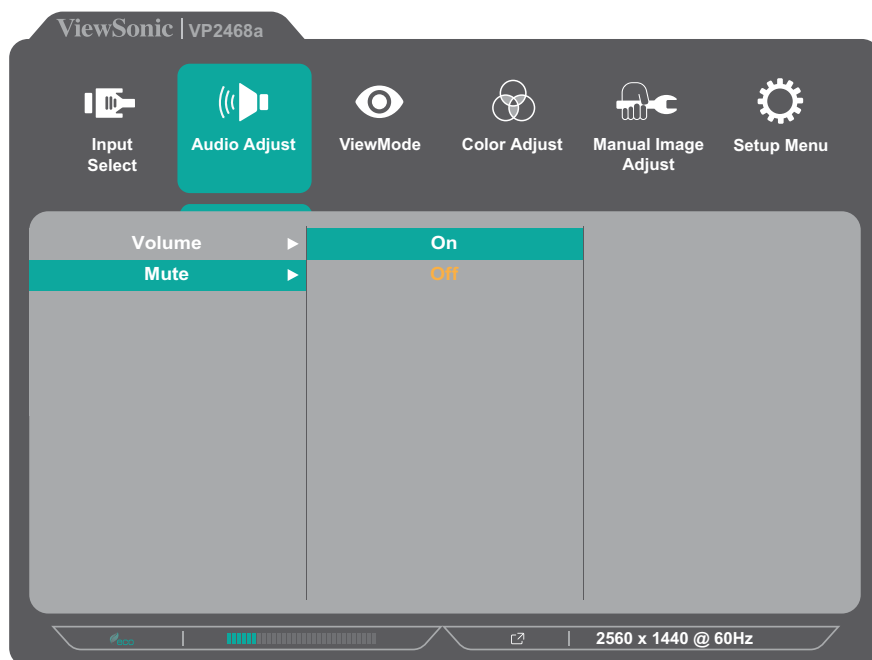 ViewSonic VP2468a
Input
Select
Audio Adjust
ViewMode
Color Adjust
Manual Image
Adjust
Setup Menu
Volume
On
Mute
Off
eco
2560 x 1440 @ 60Hz